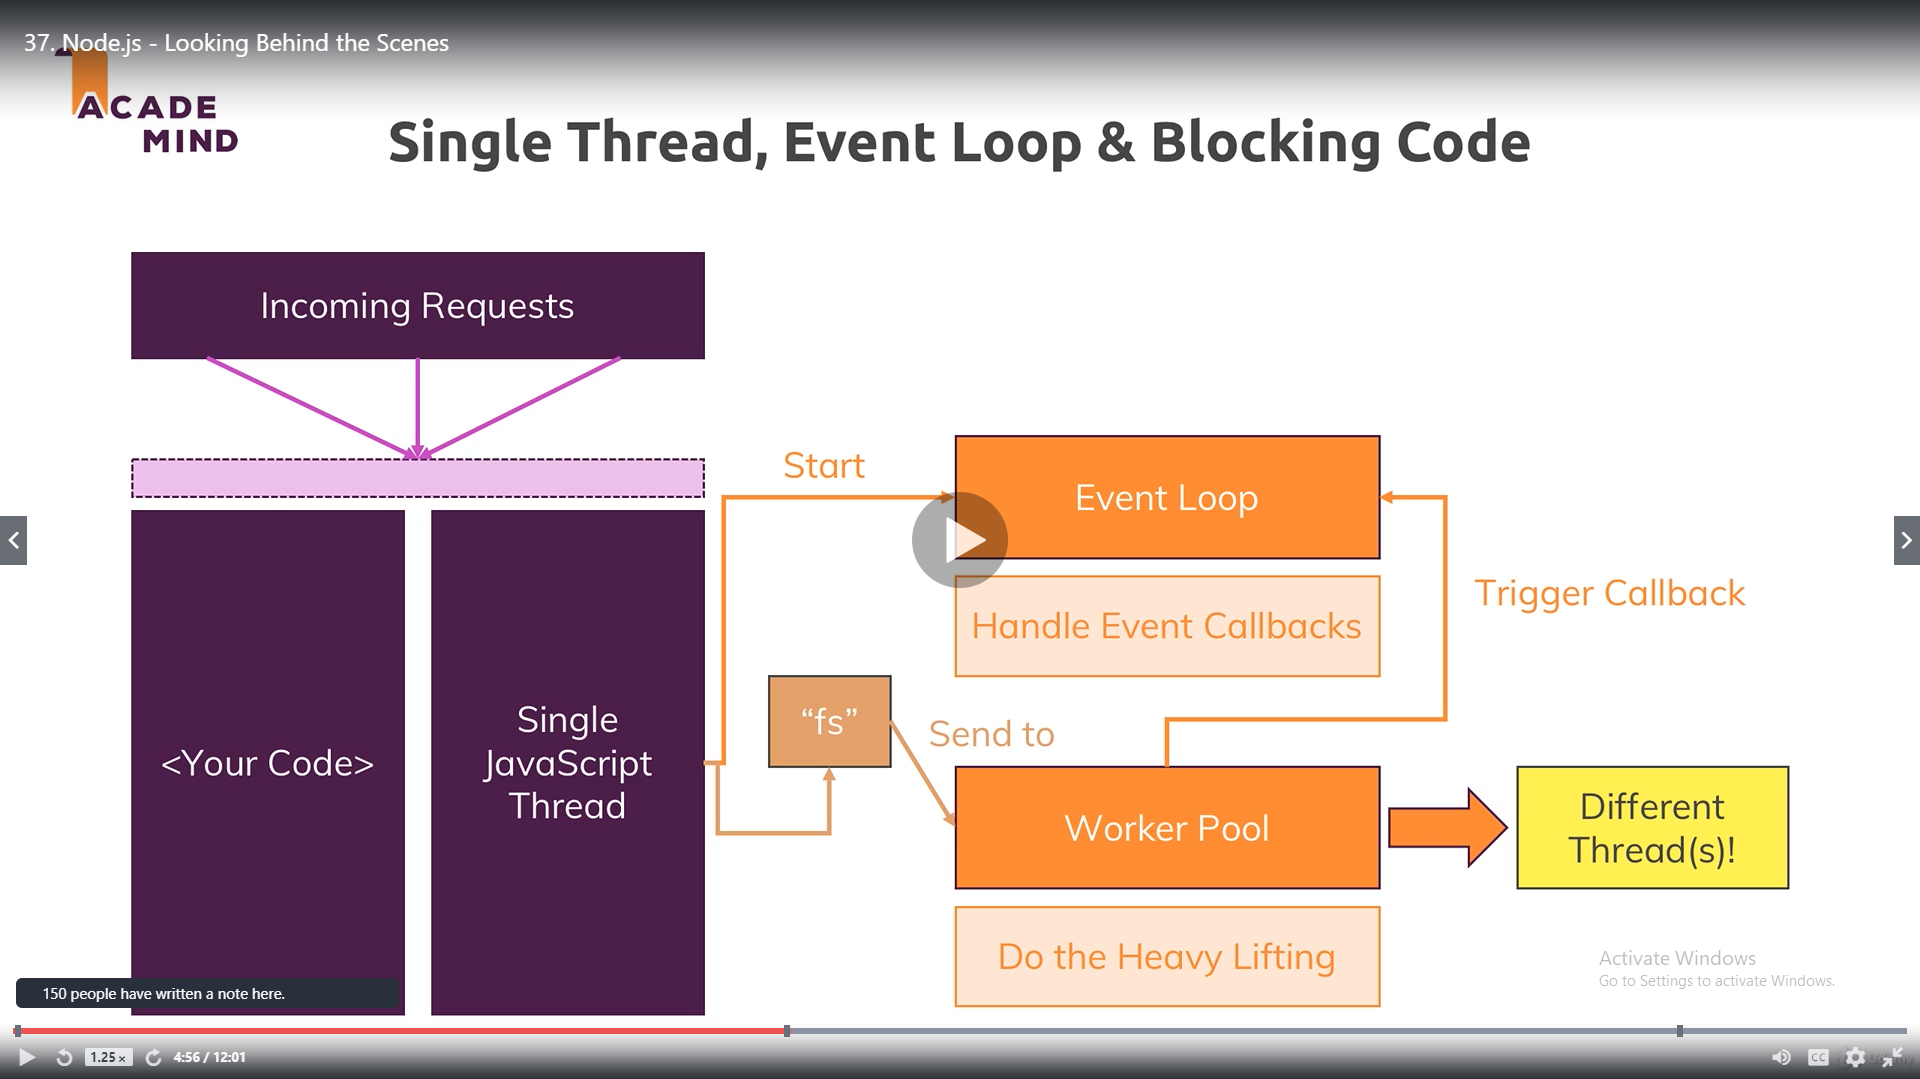 37. Node.js - Looking Behind the Scenes
ACADE
MIND
Single Thread, Event Loop & Blocking Code
Incoming Requests
Start
Event Loop
Trigger Callback
Handle Event Callbacks
"fs"
Send to
<Your Code>
Single
JavaScript
Thread
Worker Pool
Different
Thread(s)!
Do the Heavy Lifting
Activate Windows
Go to Settings to activate Windows.
150 people have written a note here.
1.25 x
4:56 / 12:01
CC